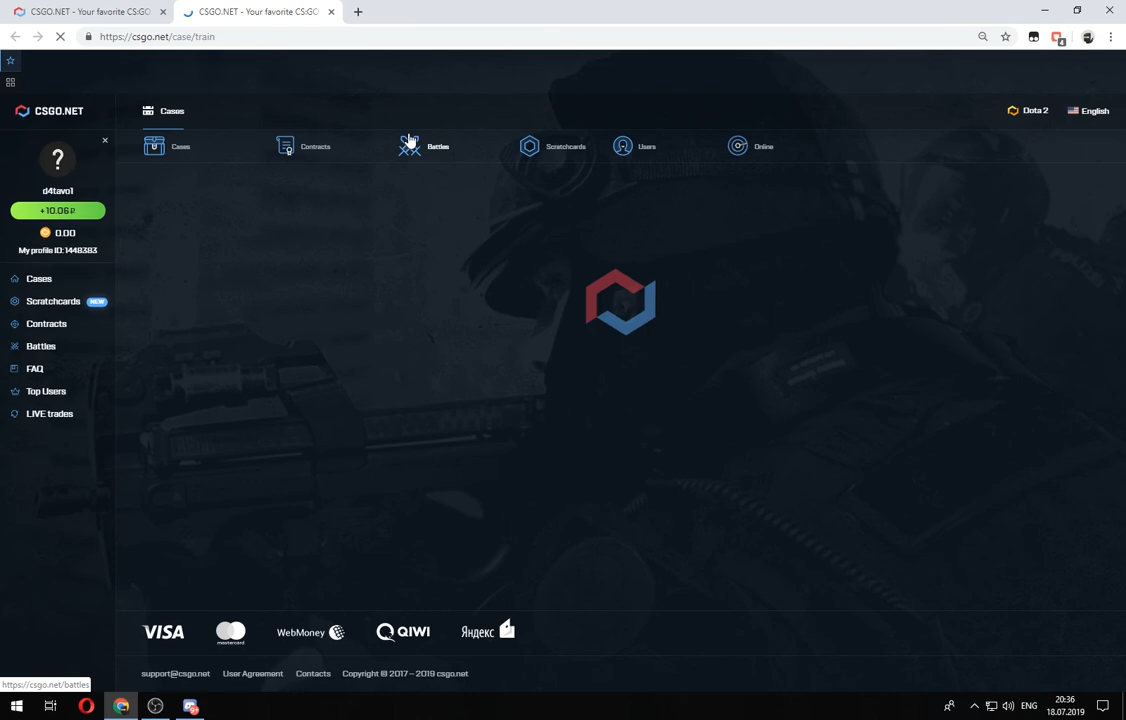 CSGO.NET - Your favorite CS:GO
CSGO.NET - Your favorite CS:GO
https://csgo.net/case/train
4
CSGO.NET
Cases
Dota 2
English
Cases
Contracts
Battles
Scratchcards
Users
Online
?
d4tavo1
+10.06₽
0.00
My profile ID: 1448383
Cases
Scratchcards NEW
Contracts
Battles
FAQ
Top Users
LIVE trades
VISA
mastercard
WebMoney
QIWI
Яндекс
support@csgo.net
User Agreement
Contacts
Copyright © 2017 – 2019 csgo.net
https://csgo.net/battles
ENG
20:36
18.07.2019